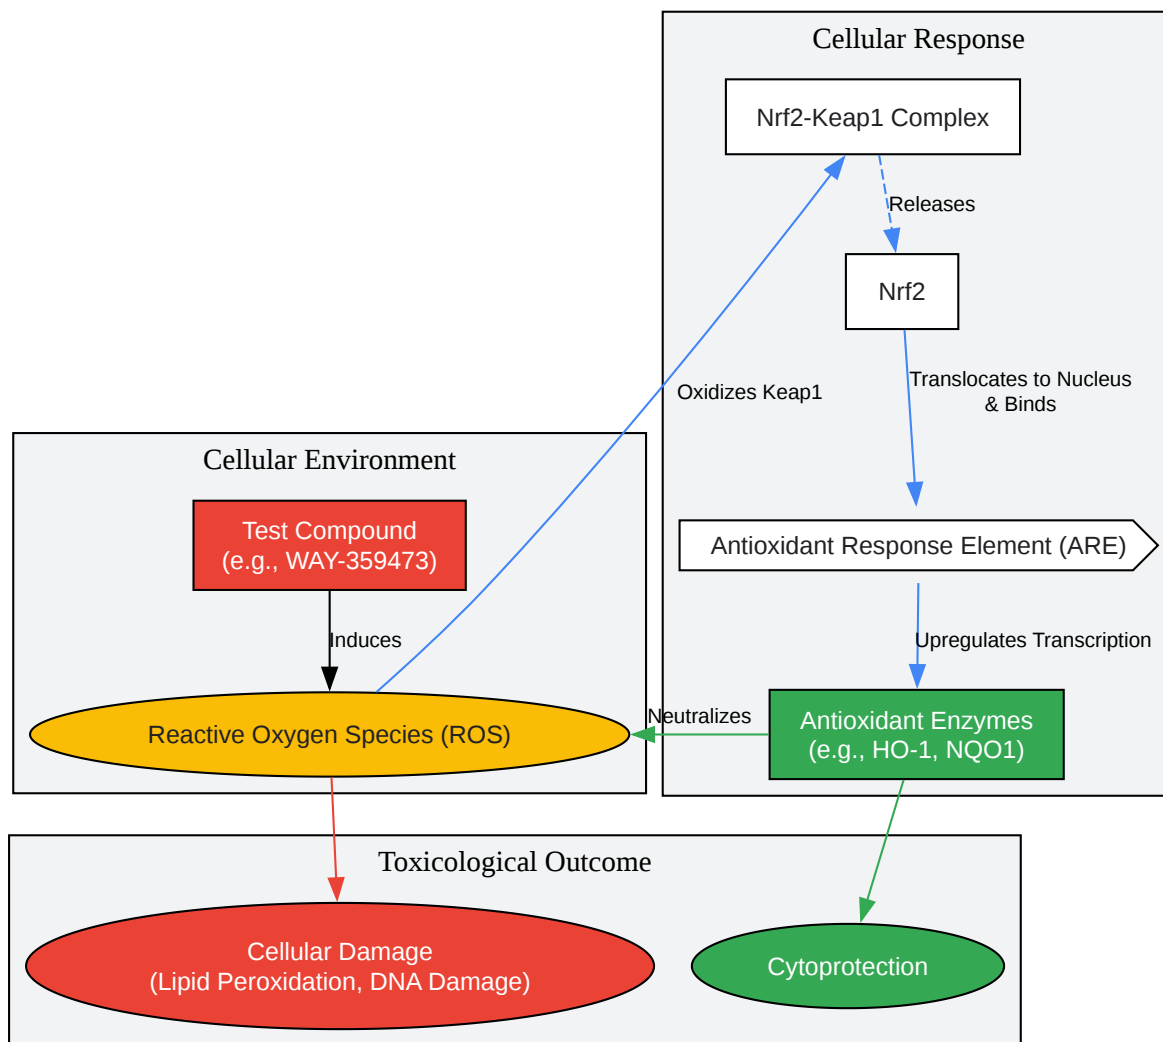 Cellular Response
Nrf2-Keap1 Complex
Releases
Nrf2
Translocates to Nucleus
& Binds
Oxidizes Keap1
Cellular Environment
Test Compound
(e.g., WAY-359473)
Antioxidant Response Element (ARE)
Induces
Upregulates Transcription
Reactive Oxygen Species (ROS)
Neutralizes
Antioxidant Enzymes
(e.g., HO-1, NQO1)
Toxicological Outcome
Cellular Damage
(Lipid Peroxidation, DNA Damage)
Cytoprotection